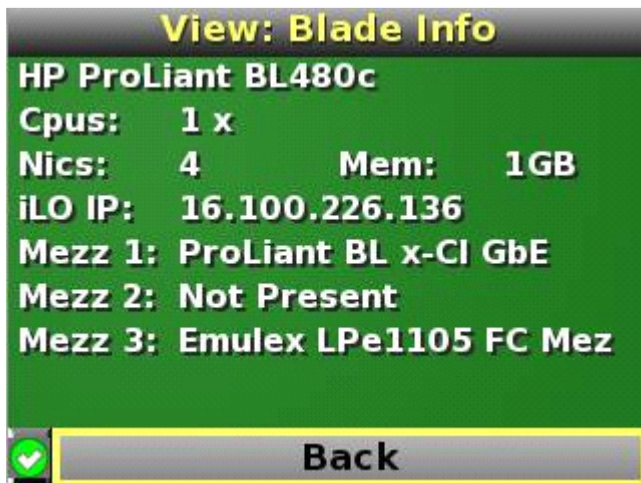 View: Blade Info
HP ProLiant BL480c
Cpus: 1 x
Nics: 4 Mem: 1GB
iLO IP: 16.100.226.136
Mezz 1: ProLiant BL x-Cl GbE
Mezz 2: Not Present
Mezz 3: Emulex LPe1105 FC Mez
Back